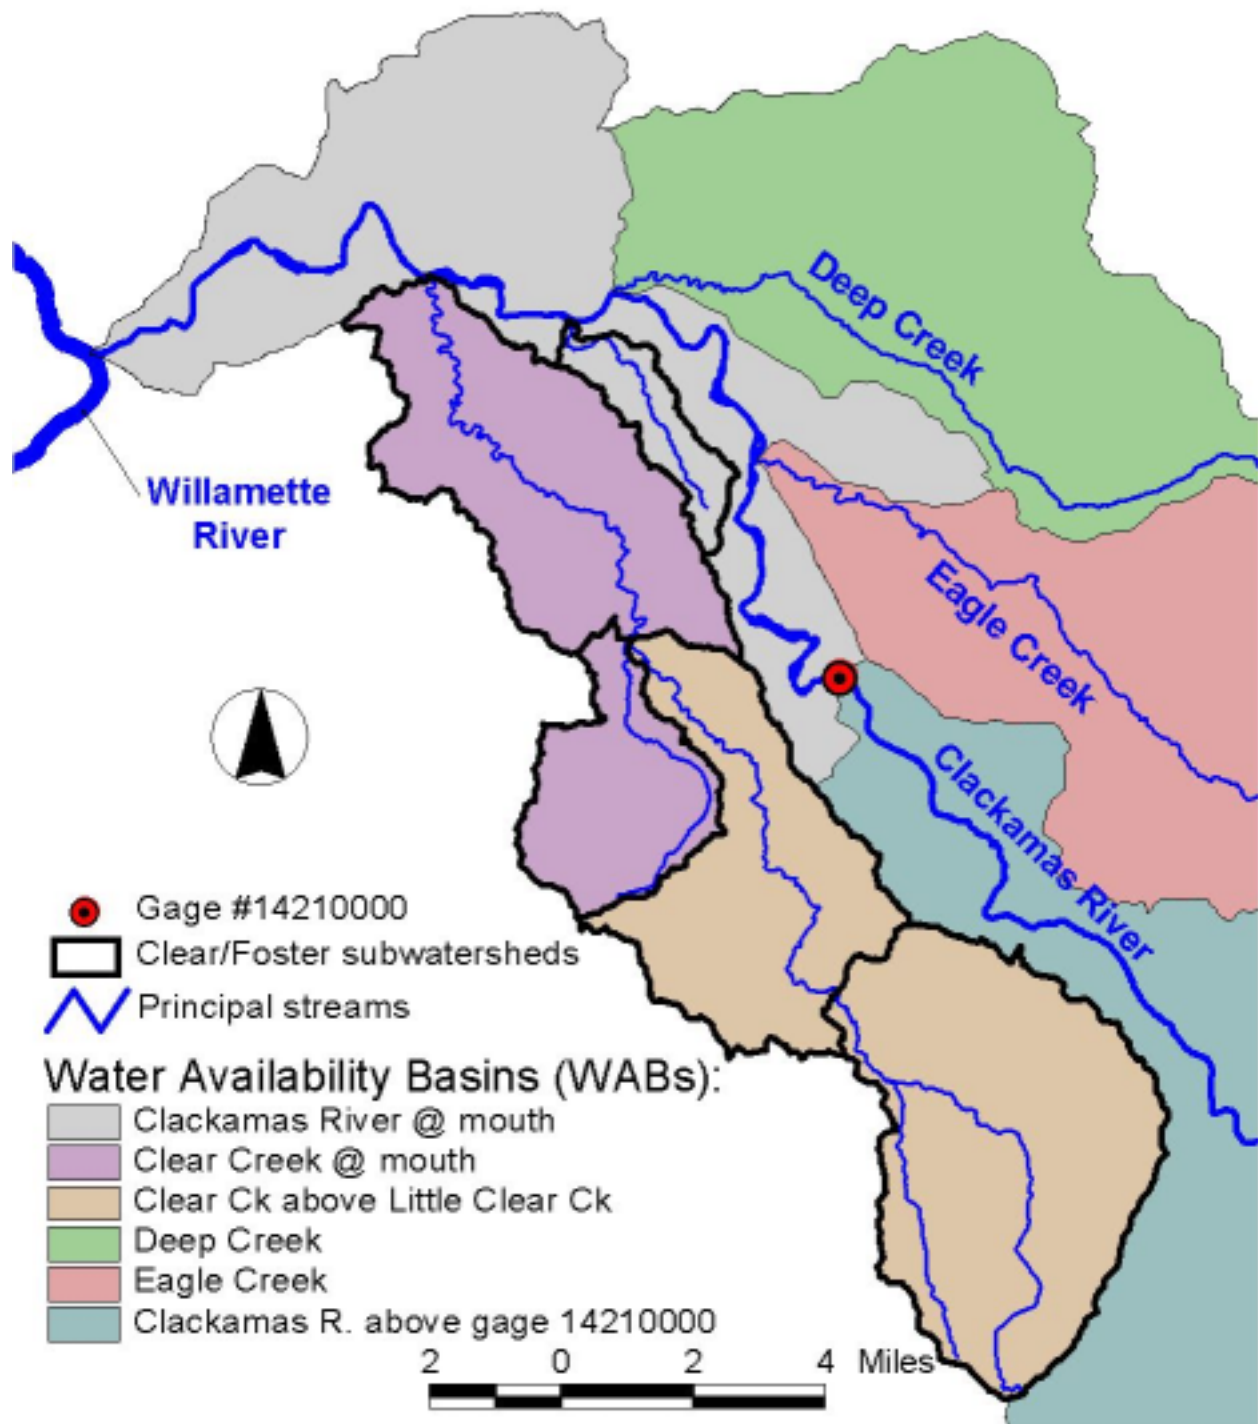 Deep Creek
Willamette
River
Eagle Creek
Clackamas River
Gage #14210000
Clear/Foster subwatersheds
Principal streams
Water Availability Basins (WABs):
Clackamas River @ mouth
Clear Creek @ mouth
Clear Ck above Little Clear Ck
Deep Creek
Eagle Creek
Clackamas R. above gage 14210000
2 0 2 4 Miles